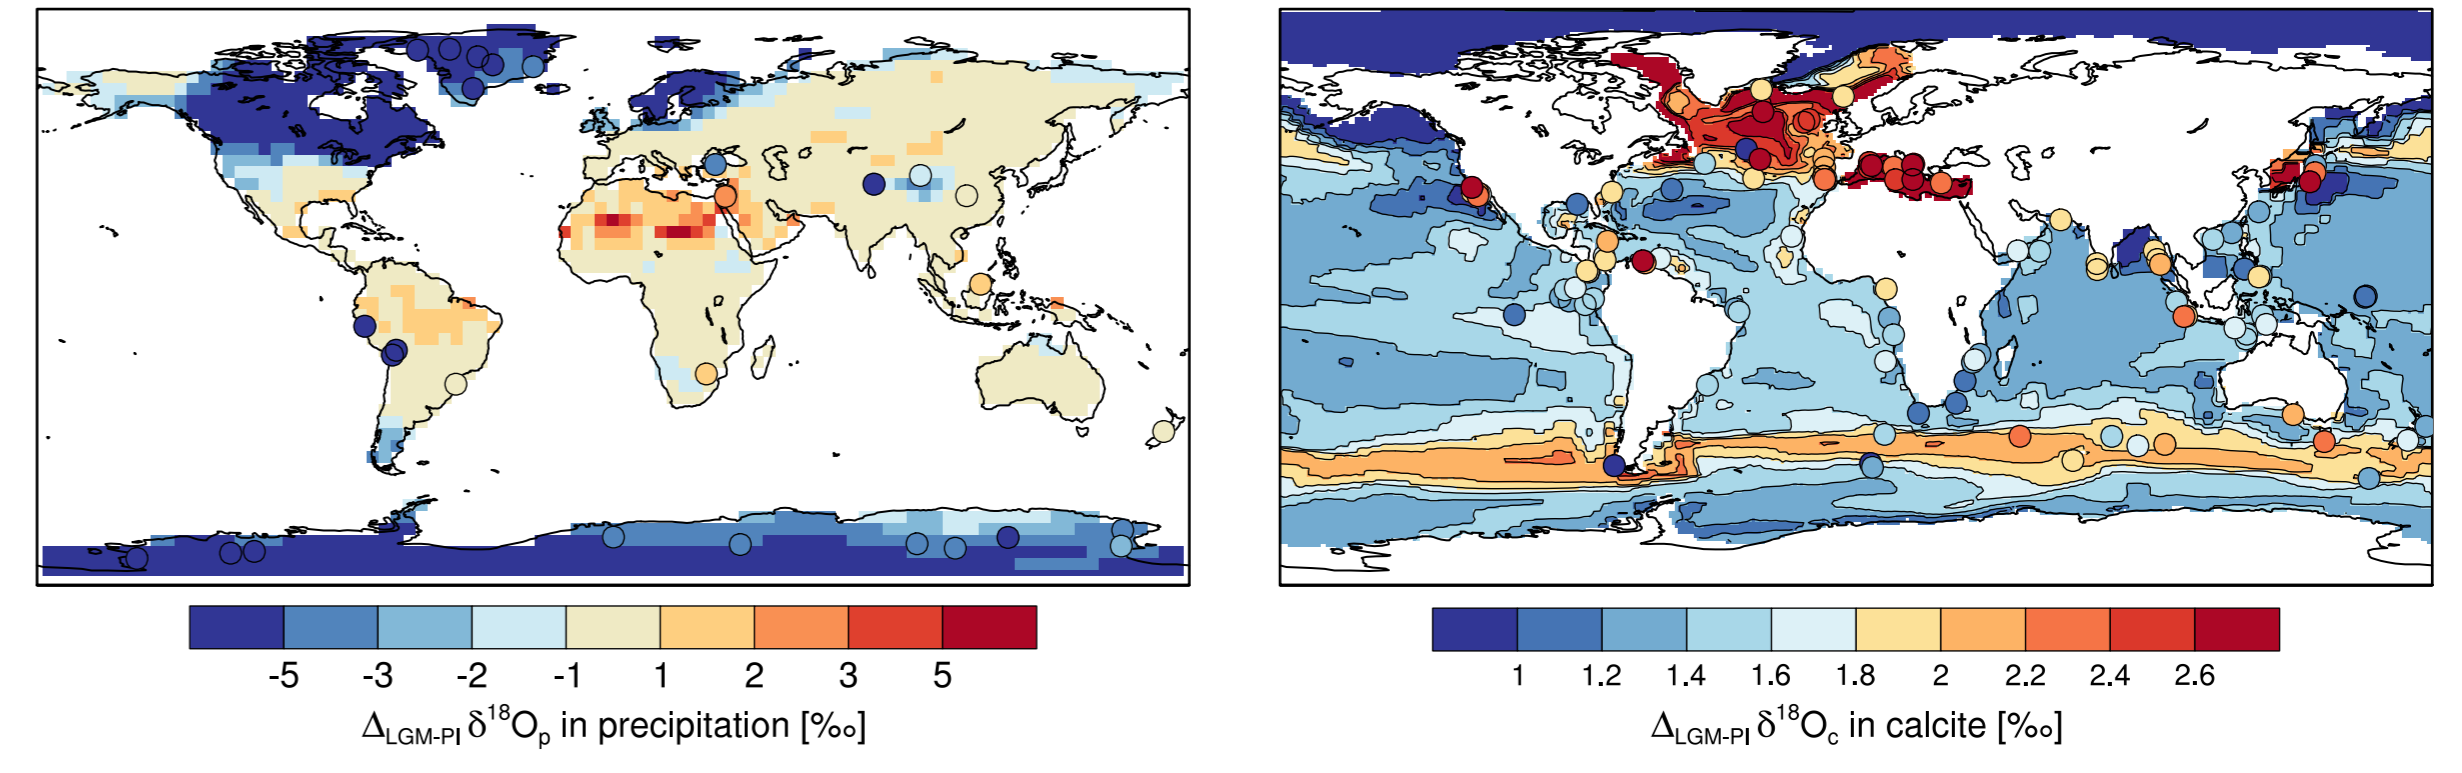 -5 -3 -2 -1 1 2 3 5
Δ_LGM-PI δ¹⁸O_p in precipitation [‰]
1 1.2 1.4 1.6 1.8 2 2.2 2.4 2.6
Δ_LGM-PI δ¹⁸O_c in calcite [‰]